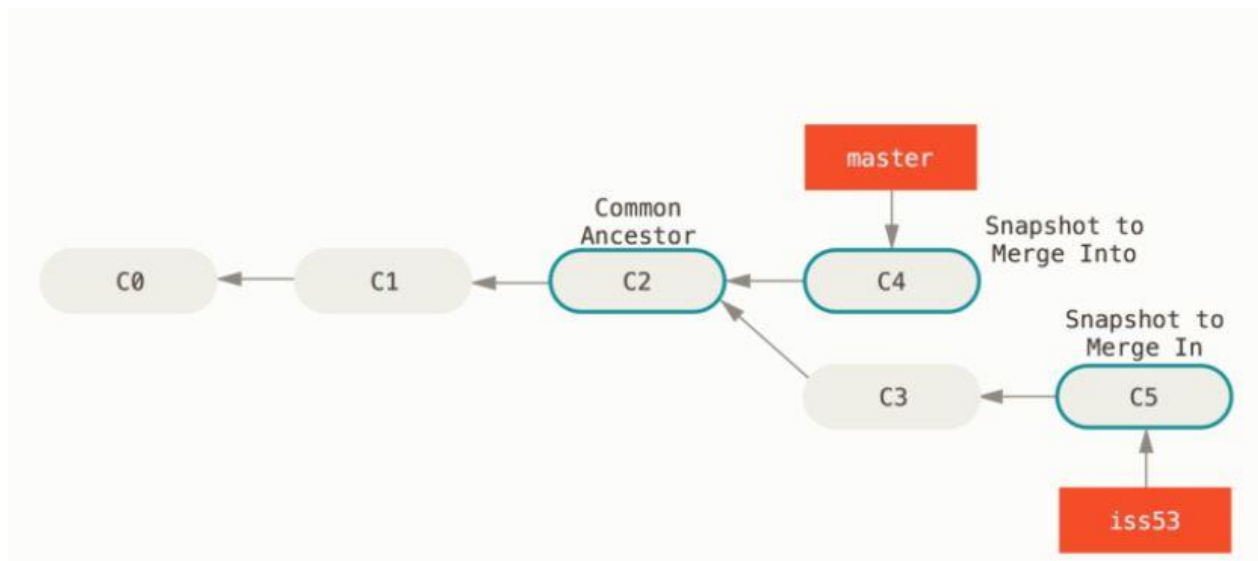 master
Common
Ancestor
Snapshot to
Merge Into
C0
C1
C2
C4
Snapshot to
Merge In
C3
C5
iss53